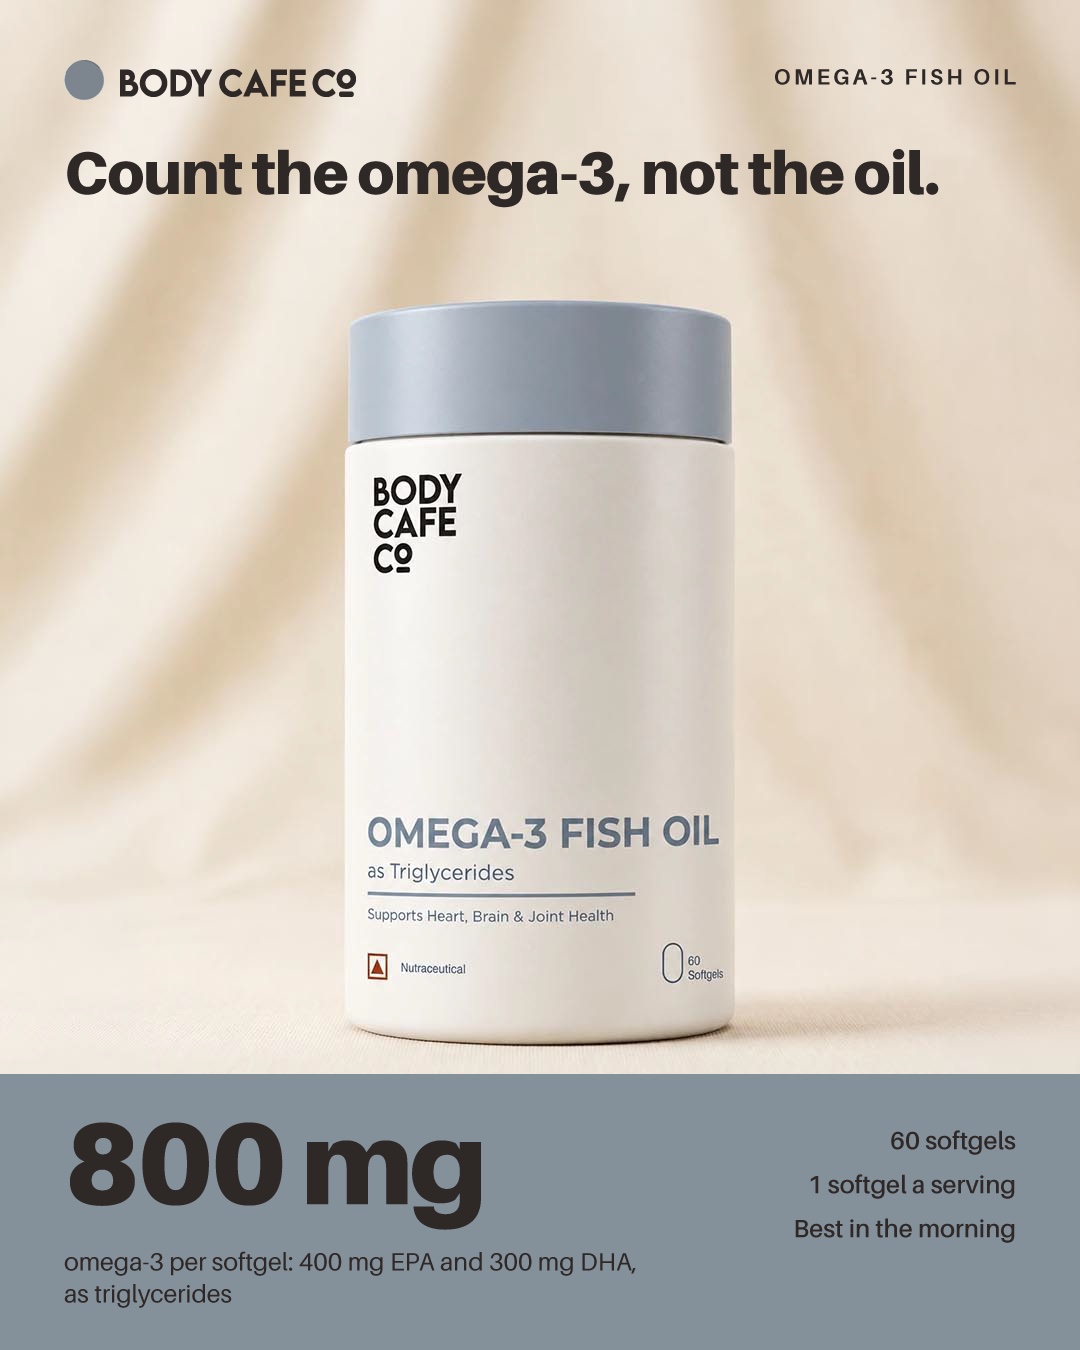 BODY CAFE Cº
OMEGA-3 FISH OIL
Count the omega-3, not the oil.
BODY
CAFE
Cº
OMEGA-3 FISH OIL
as Triglycerides
Supports Heart, Brain & Joint Health
Nutraceutical
60
Softgels
800 mg
omega-3 per softgel: 400 mg EPA and 300 mg DHA,
as triglycerides
60 softgels
1 softgel a serving
Best in the morning